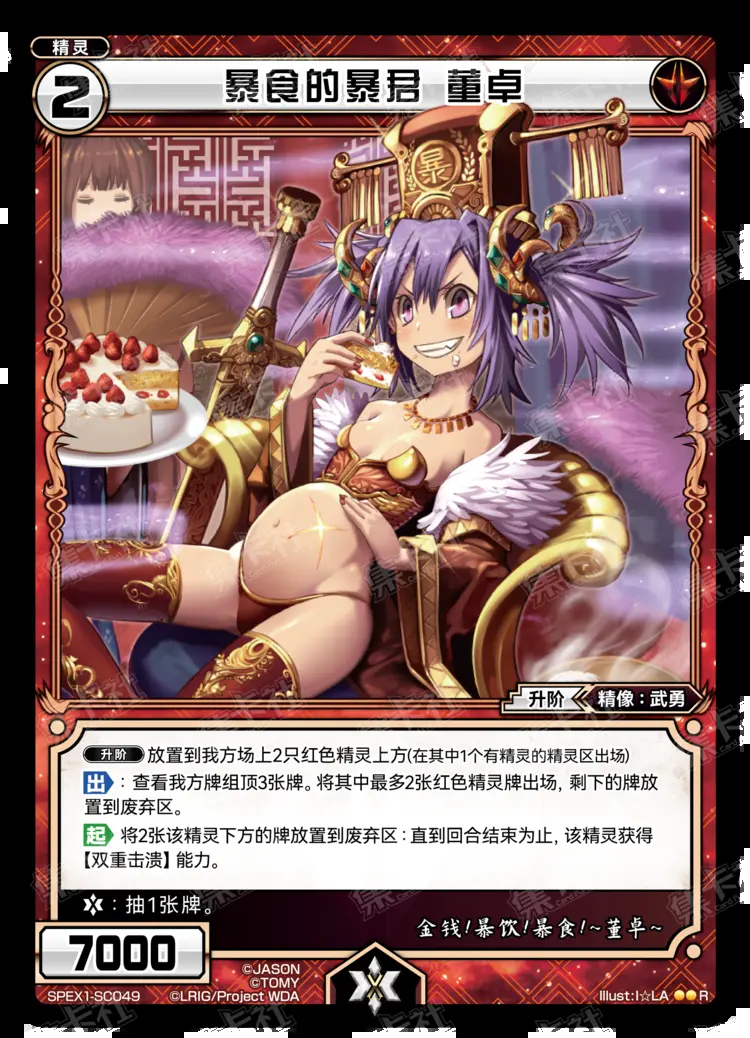 精灵
2
暴食的暴君 董卓
暴
升阶 精像：武勇
升阶 放置到我方场上2只红色精灵上方(在其中1个有精灵的精灵区出场)
出：查看我方牌组顶3张牌。将其中最多2张红色精灵牌出场，剩下的牌放
置到废弃区。
起 将2张该精灵下方的牌放置到废弃区：直到回合结束为止，该精灵获得
【双重击溃】能力。
：抽1张牌。
金钱！暴饮！暴食！~董卓~
7000
©JASON
©TOMY
SPEX1-SC049 ©LRIG/Project WDA
Illust:I☆LA R
集卡社